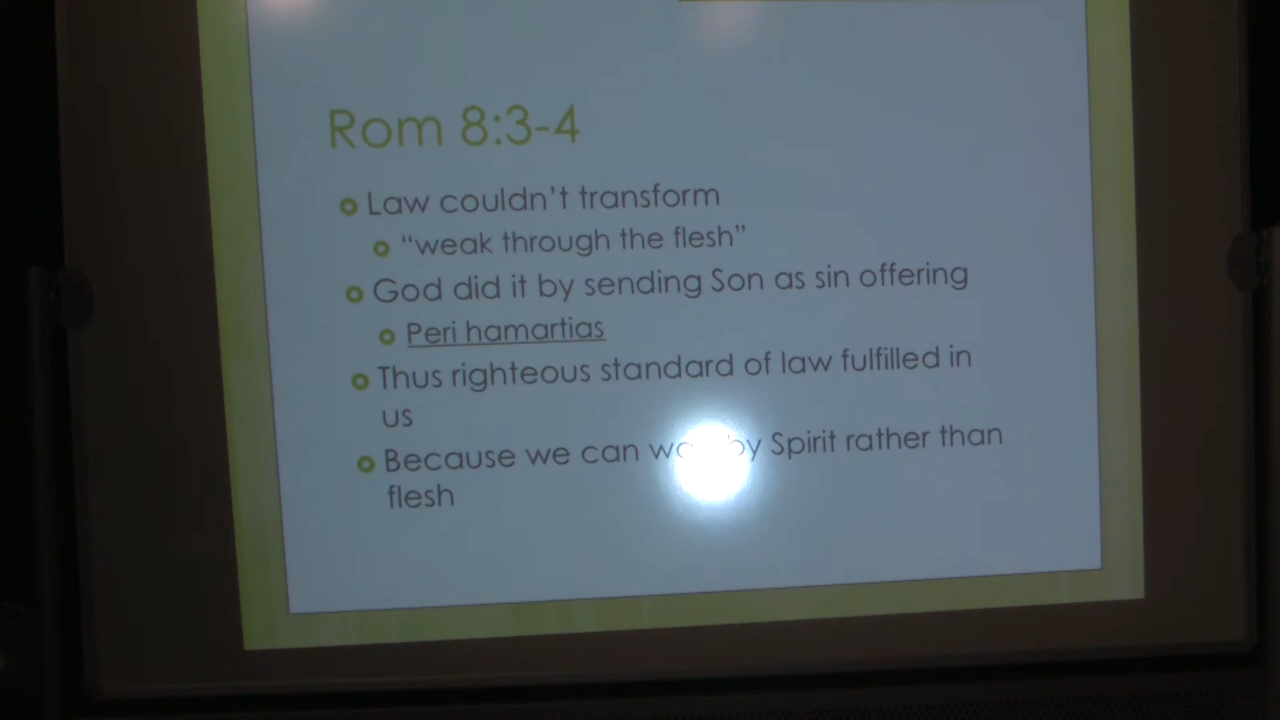 Rom 8:3-4
Law couldn't transform
"weak through the flesh"
God did it by sending Son as sin offering
Peri hamartias
Thus righteous standard of law fulfilled in
us
Because we can by Spirit rather than
flesh